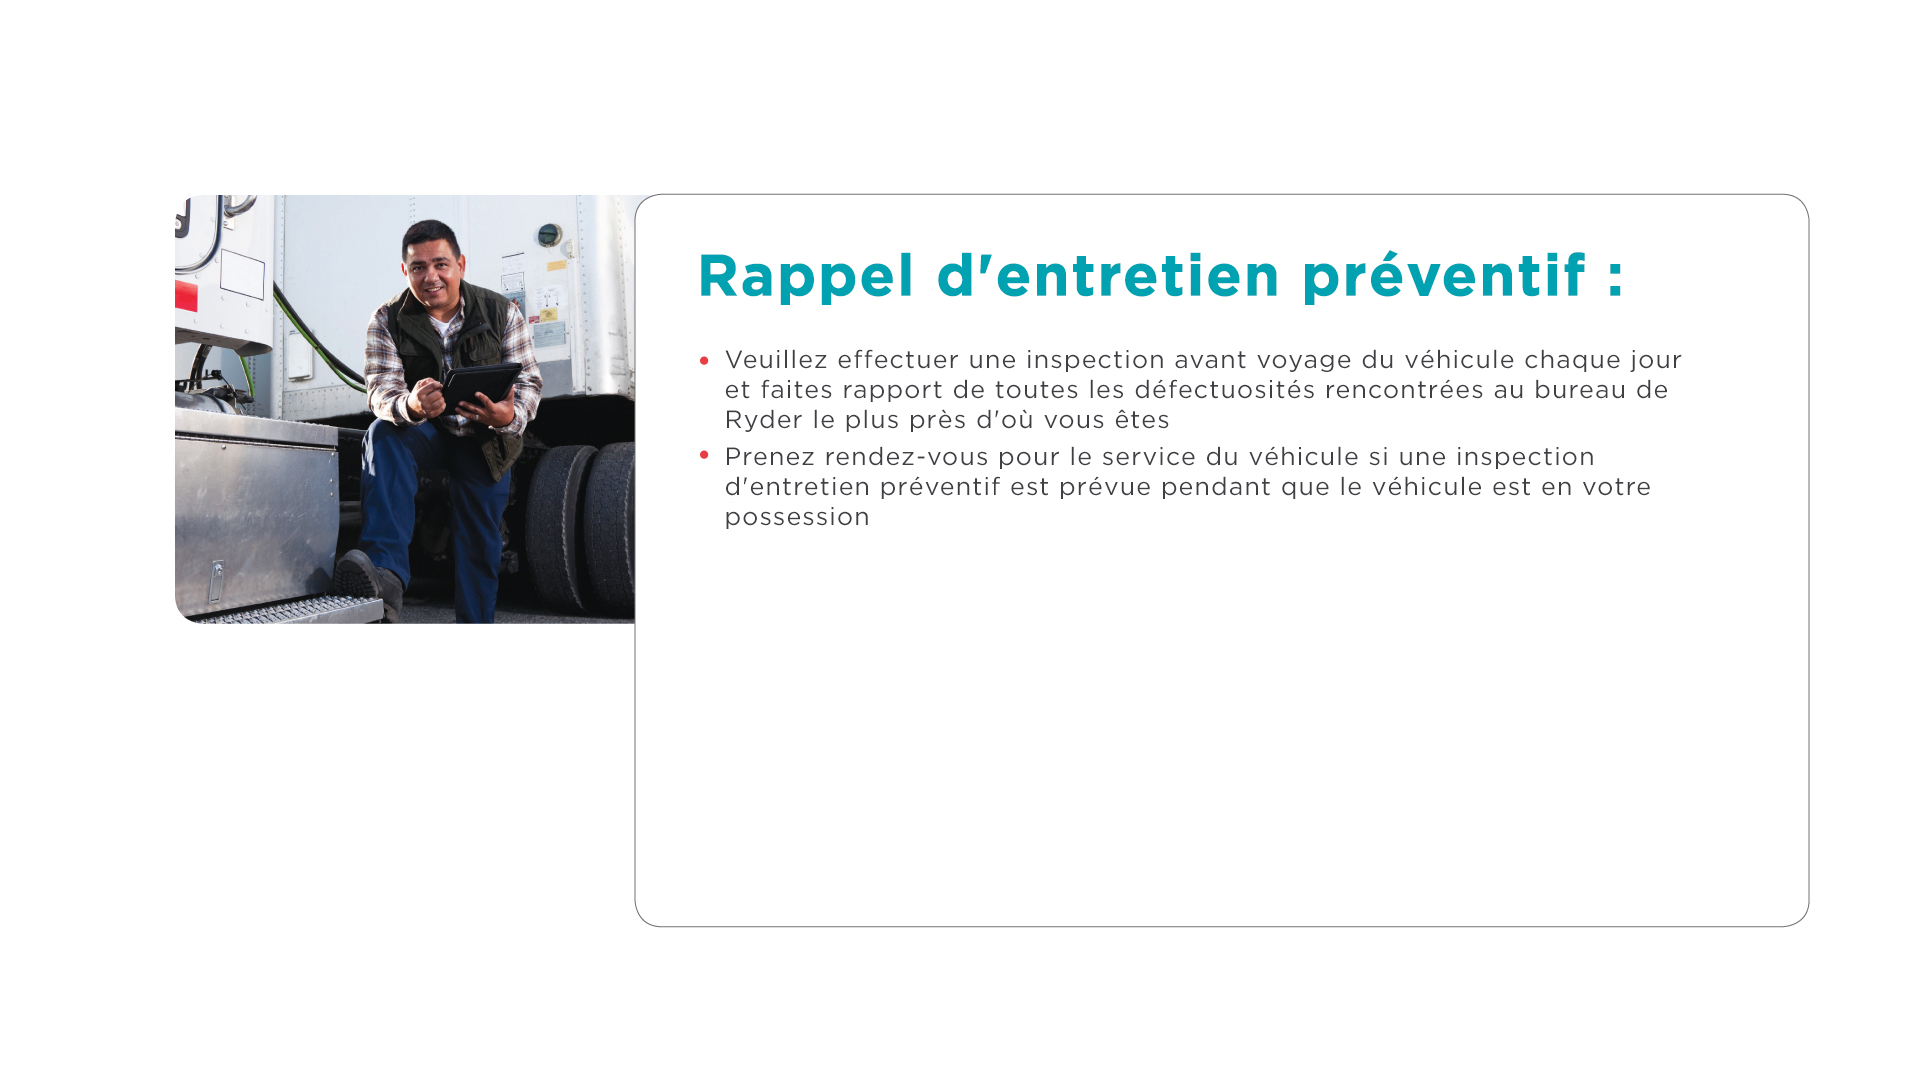 Rappel d'entretien préventif :
• Veuillez effectuer une inspection avant voyage du véhicule chaque jour
et faites rapport de toutes les défectuosités rencontrées au bureau de
Ryder le plus près d'où vous êtes
• Prenez rendez-vous pour le service du véhicule si une inspection
d'entretien préventif est prévue pendant que le véhicule est en votre
possession